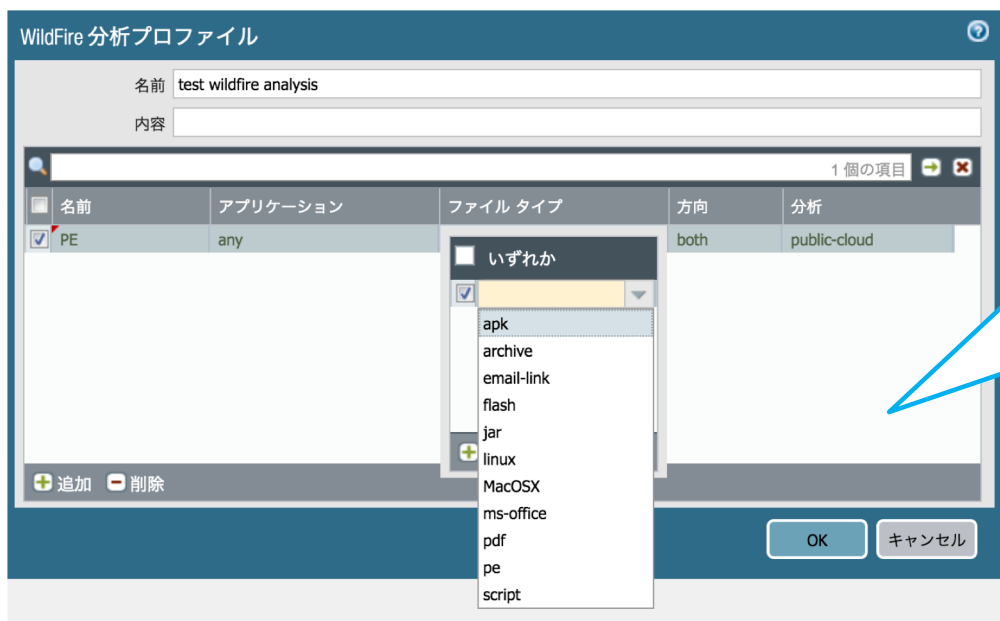 WildFire 分析プロファイル
名前 test wildfire analysis
内容
1 個の項目
名前 アプリケーション ファイル タイプ 方向 分析
PE any both public-cloud
いずれか
apk
archive
email-link
flash
jar
linux
MacOSX
ms-office
pdf
pe
script
追加 削除
OK キャンセル